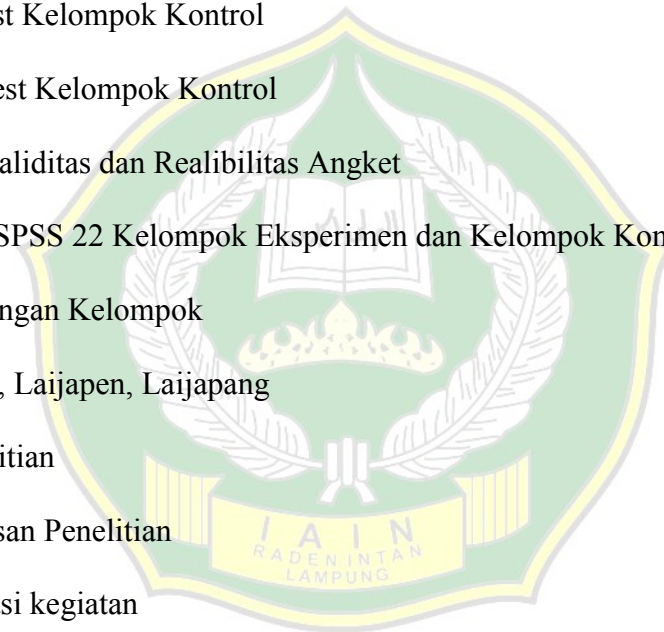 st Kelompok Kontrol
est Kelompok Kontrol
aliditas dan Realibilitas Angket
SPSS 22 Kelompok Eksperimen dan Kelompok Kon
ngan Kelompok
, Laijapen, Laijapang
itian
san Penelitian
si kegiatan
I A I N
RADEN INTAN
LAMPUNG